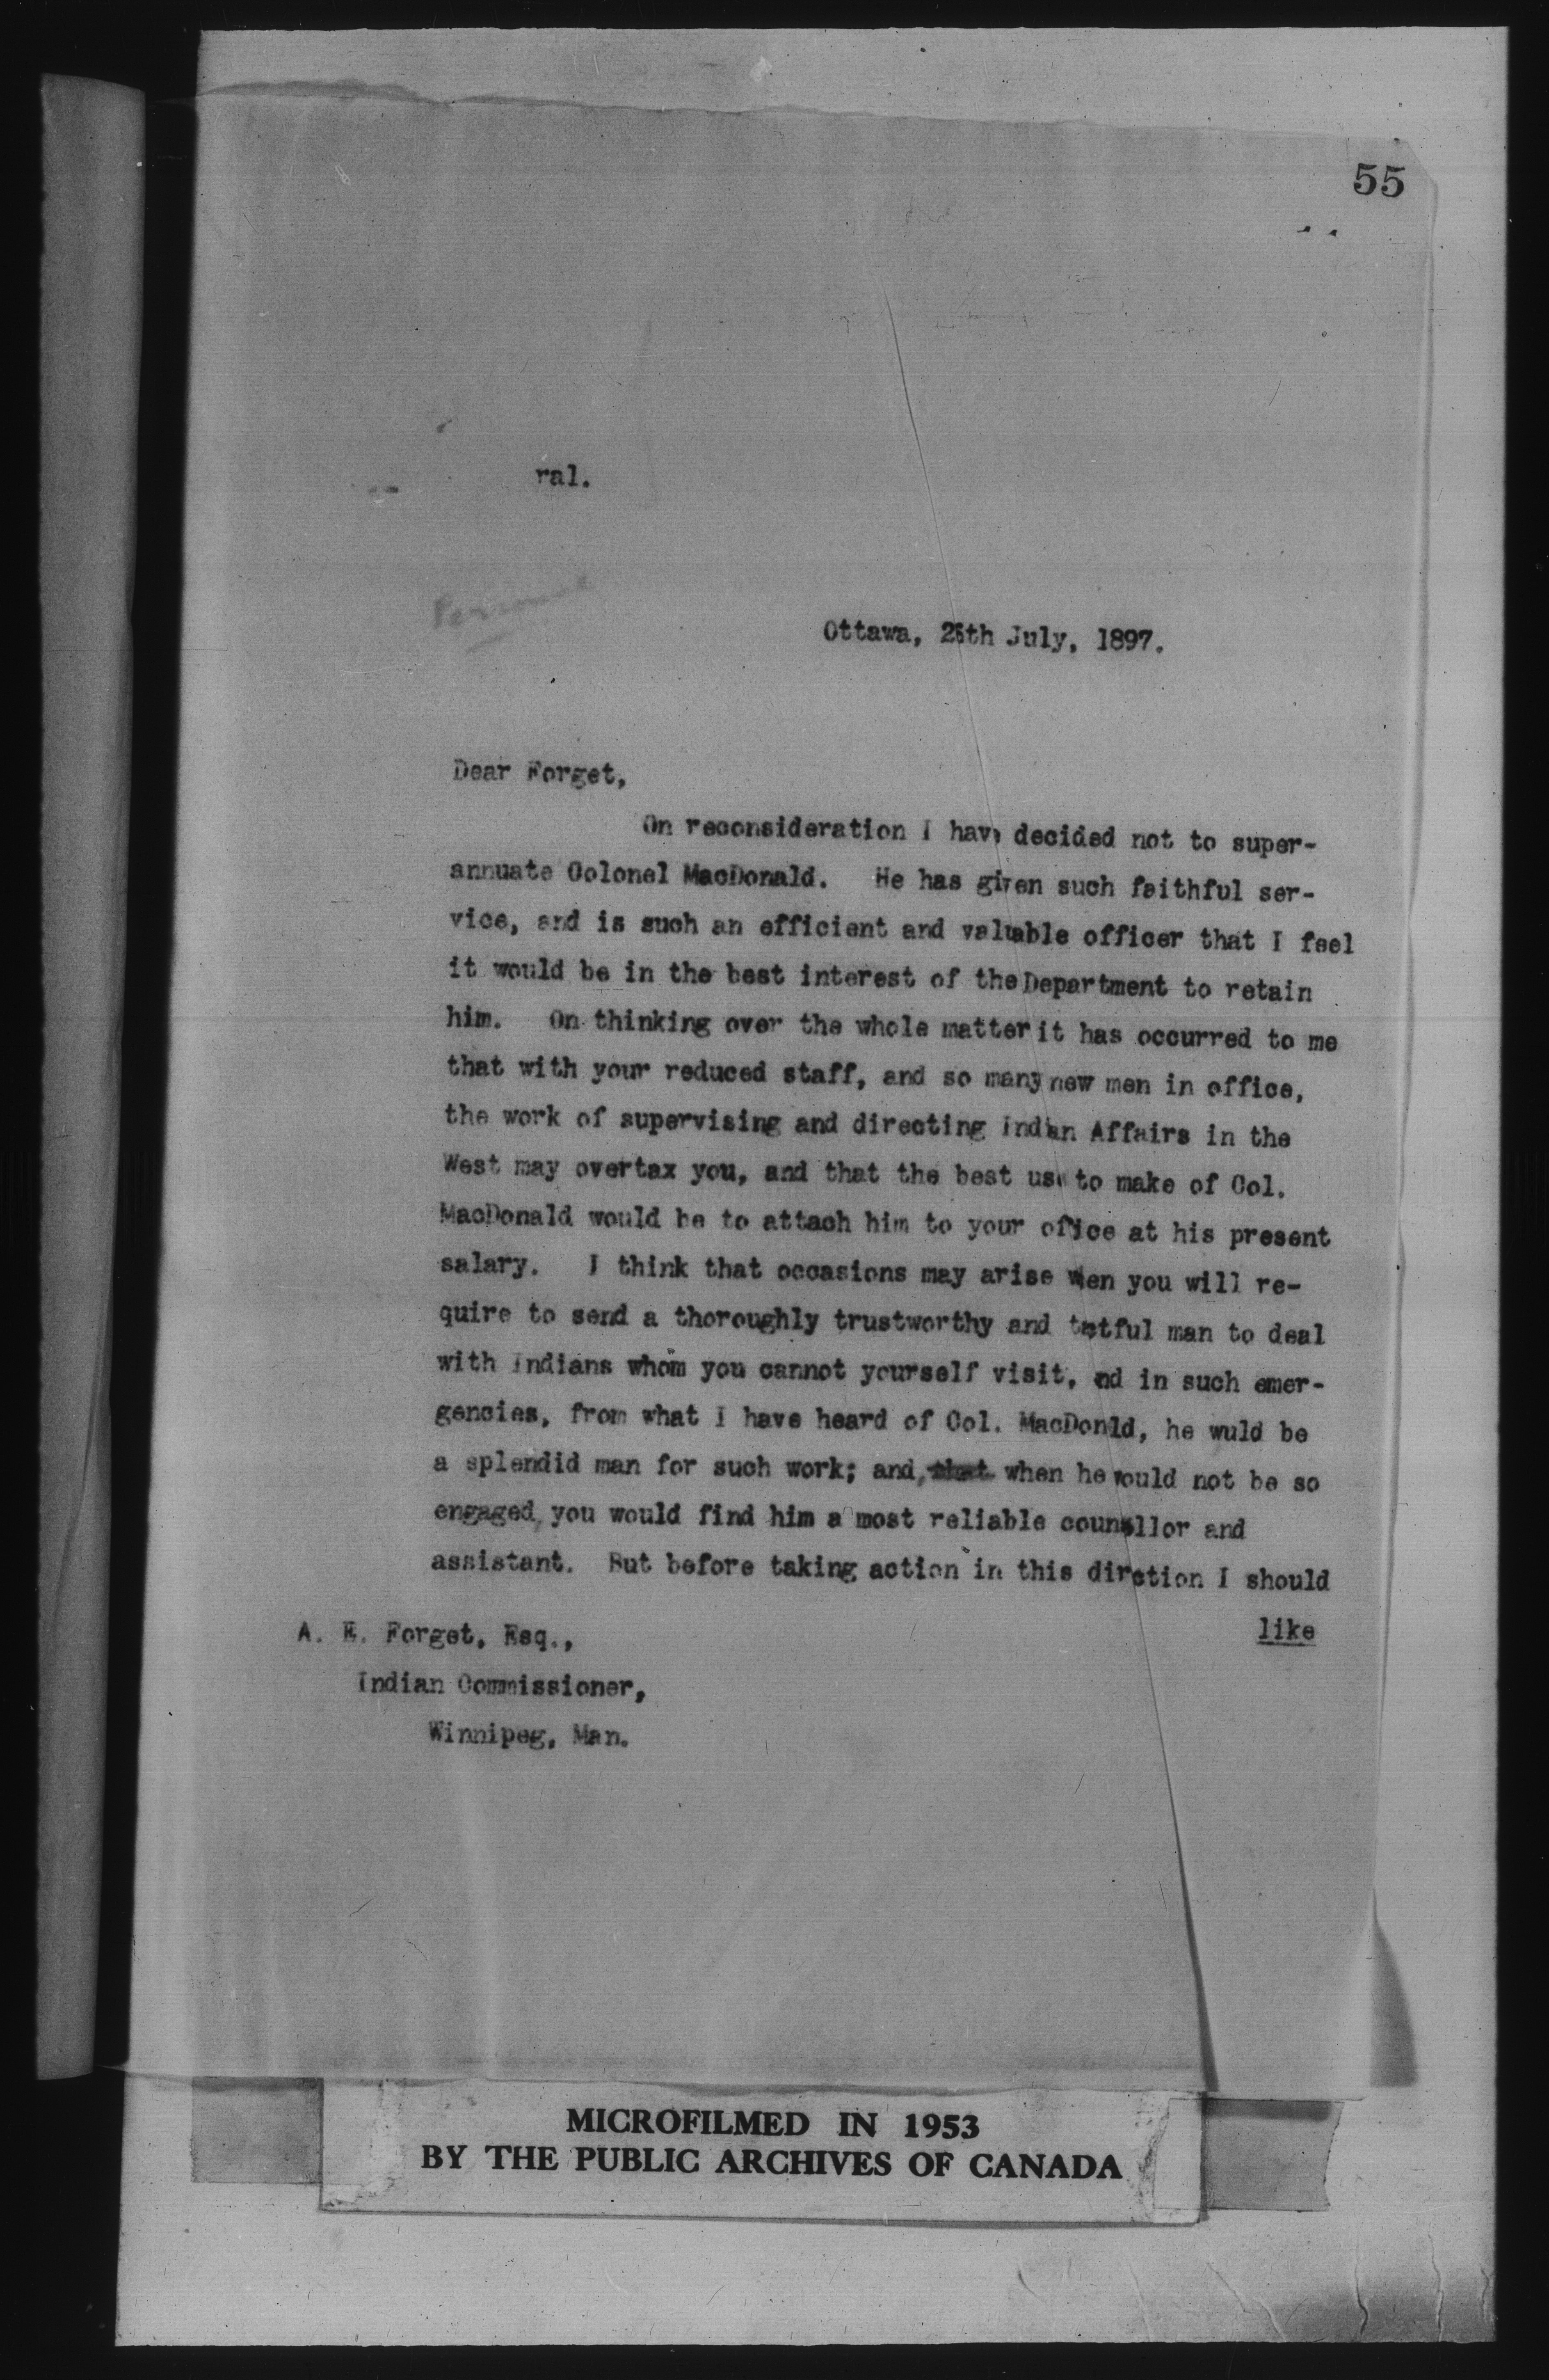 55
ral.
Personal
Ottawa, 26th July, 1897.
Dear Forget,
On reconsideration I have decided not to super-
annuate Colonel MacDonald. He has given such faithful ser-
vice, and is such an efficient and valuable officer that I feel
it would be in the best interest of the Department to retain
him. On thinking over the whole matter it has occurred to me
that with your reduced staff, and so many new men in office,
the work of supervising and directing Indian Affairs in the
West may overtax you, and that the best use to make of Col.
MacDonald would be to attach him to your office at his present
salary. I think that occasions may arise when you will re-
quire to send a thoroughly trustworthy and tactful man to deal
with Indians whom you cannot yourself visit, and in such emer-
gencies, from what I have heard of Col. MacDonald, he would be
a splendid man for such work; and, that when he would not be so
engaged, you would find him a most reliable counsellor and
assistant. But before taking action in this direction I should
like
A. E. Forget, Esq.,
Indian Commissioner,
Winnipeg, Man.
MICROFILMED IN 1953
BY THE PUBLIC ARCHIVES OF CANADA